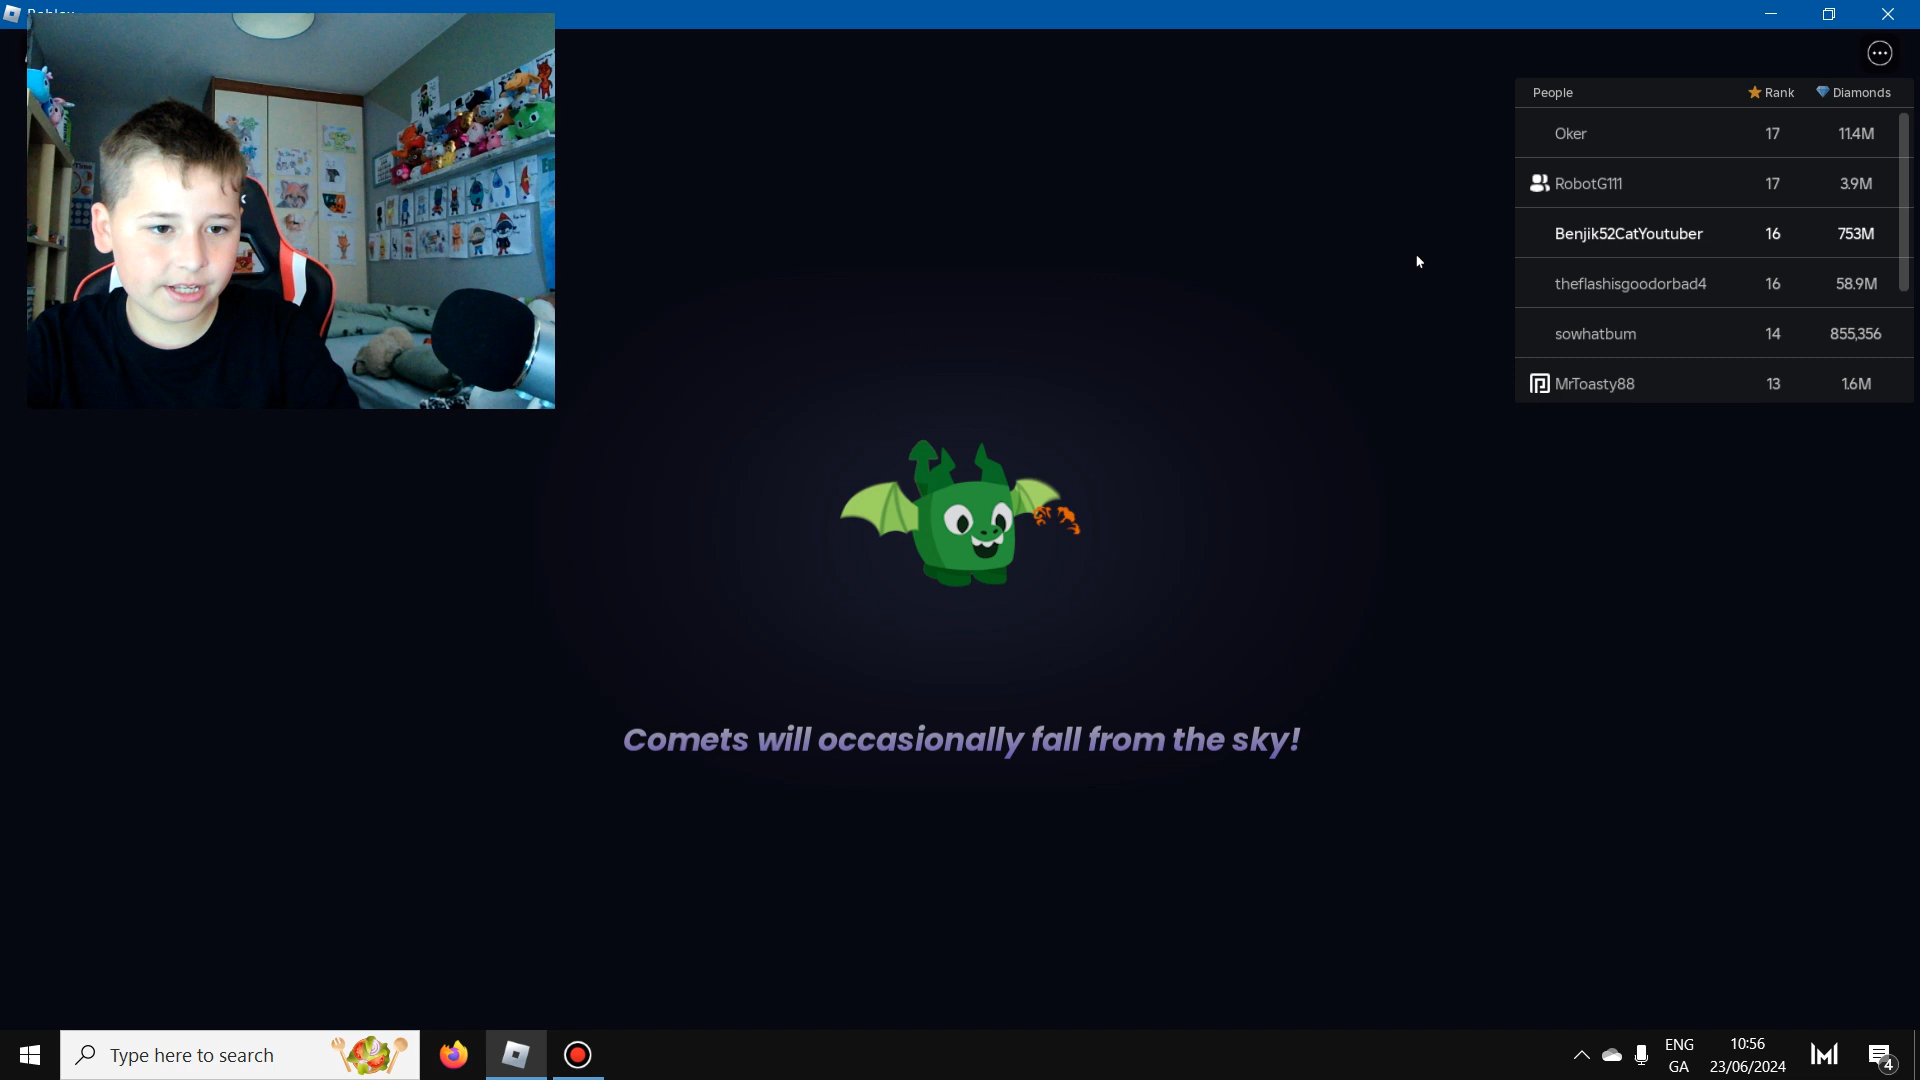 Roblox
People Rank Diamonds
Oker 17 11.4M
RobotG111 17 3.9M
Benjik52CatYoutuber 16 753M
theflashisgoodorbad4 16 58.9M
sowhatbum 14 855,356
MrToasty88 13 1.6M
Comets will occasionally fall from the sky!
Type here to search
ENG
GA
10:56
23/06/2024
4